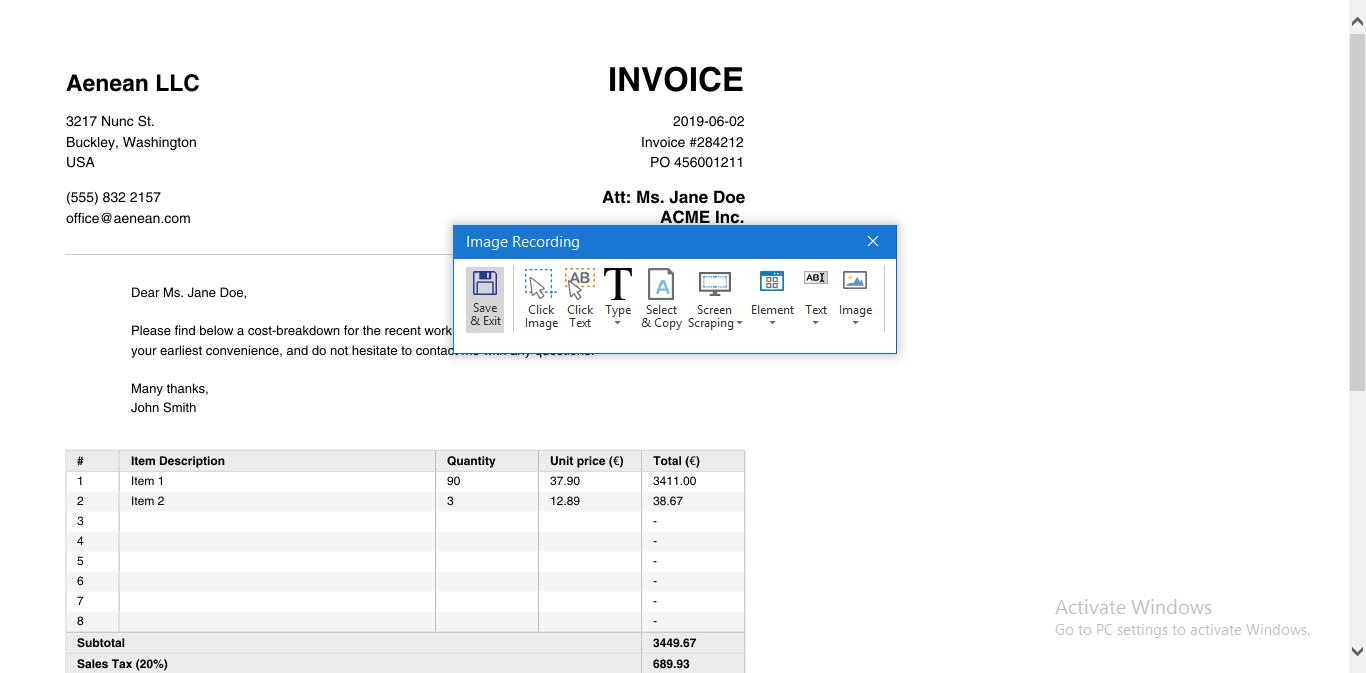 Aenean LLC
INVOICE
3217 Nunc St.
Buckley, Washington
USA
2019-06-02
Invoice #284212
PO 456001211
(555) 832 2157
office@aenean.com
Att: Ms. Jane Doe
ACME Inc.
Image Recording
Save
& Exit
Click
Image
AB
Click
Text
T
Type
A
Select
& Copy
Screen
Scraping
Element
AB
Text
Image
Dear Ms. Jane Doe,
Please find below a cost-breakdown for the recent work
your earliest convenience, and do not hesitate to contact me with any questions.
Many thanks,
John Smith
# Item Description Quantity Unit price (€) Total (€)
1 Item 1 90 37.90 3411.00
2 Item 2 3 12.89 38.67
3 -
4 -
5 -
6 -
7 -
8 -
Subtotal 3449.67
Sales Tax (20%) 689.93
Activate Windows
Go to PC settings to activate Windows.